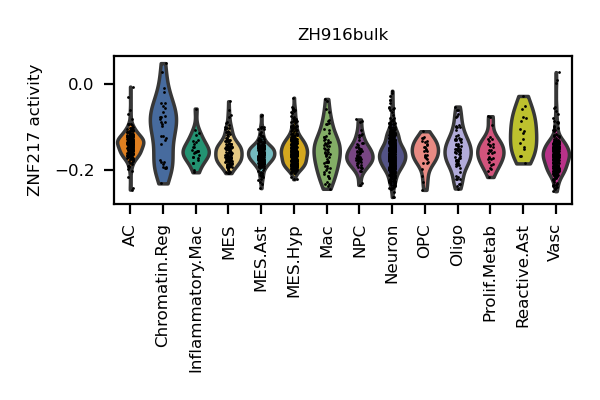 ZH916bulk
ZNF217 activity
0.0
−0.2
AC
Chromatin.Reg
Inflammatory.Mac
MES
MES.Ast
MES.Hyp
Mac
NPC
Neuron
OPC
Oligo
Prolif.Metab
Reactive.Ast
Vasc